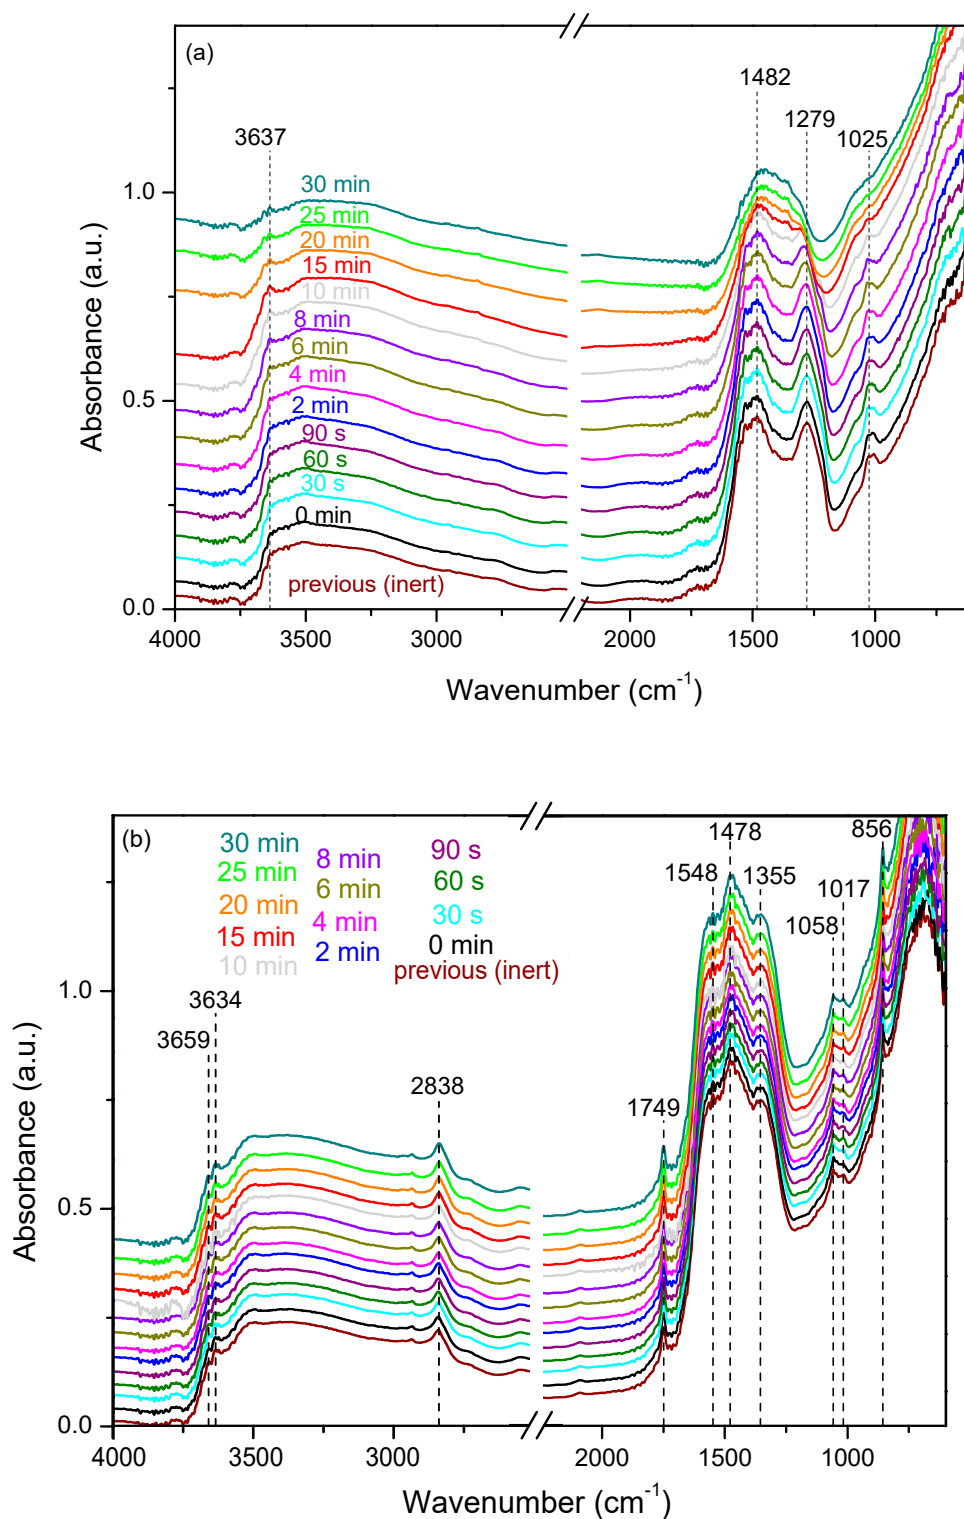 (a)
1482
1279
1025
3637
30 min
25 min
20 min
15 min
10 min
8 min
6 min
4 min
2 min
90 s
60 s
30 s
0 min
previous (inert)
1.0
0.5
0.0
Absorbance (a.u.)
4000 3500 3000 2000 1500 1000
Wavenumber (cm⁻¹)
(b)
30 min 8 min 90 s
25 min 6 min 60 s
20 min 4 min 30 s
15 min 2 min 0 min
10 min previous (inert)
1478 856
1548 1355 1017
1058
3634
3659
2838
1749
1.0
0.5
0.0
Absorbance (a.u.)
4000 3500 3000 2000 1500 1000
Wavenumber (cm⁻¹)